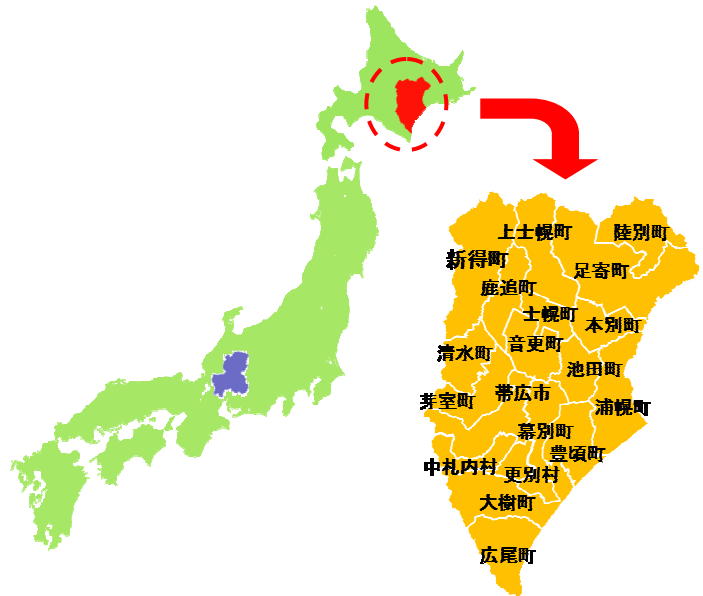 上士幌町
陸別町
新得町
足寄町
鹿追町
士幌町
本別町
音更町
清水町
池田町
帯広市
芽室町
浦幌町
幕別町
豊頃町
中札内村
更別村
大樹町
広尾町